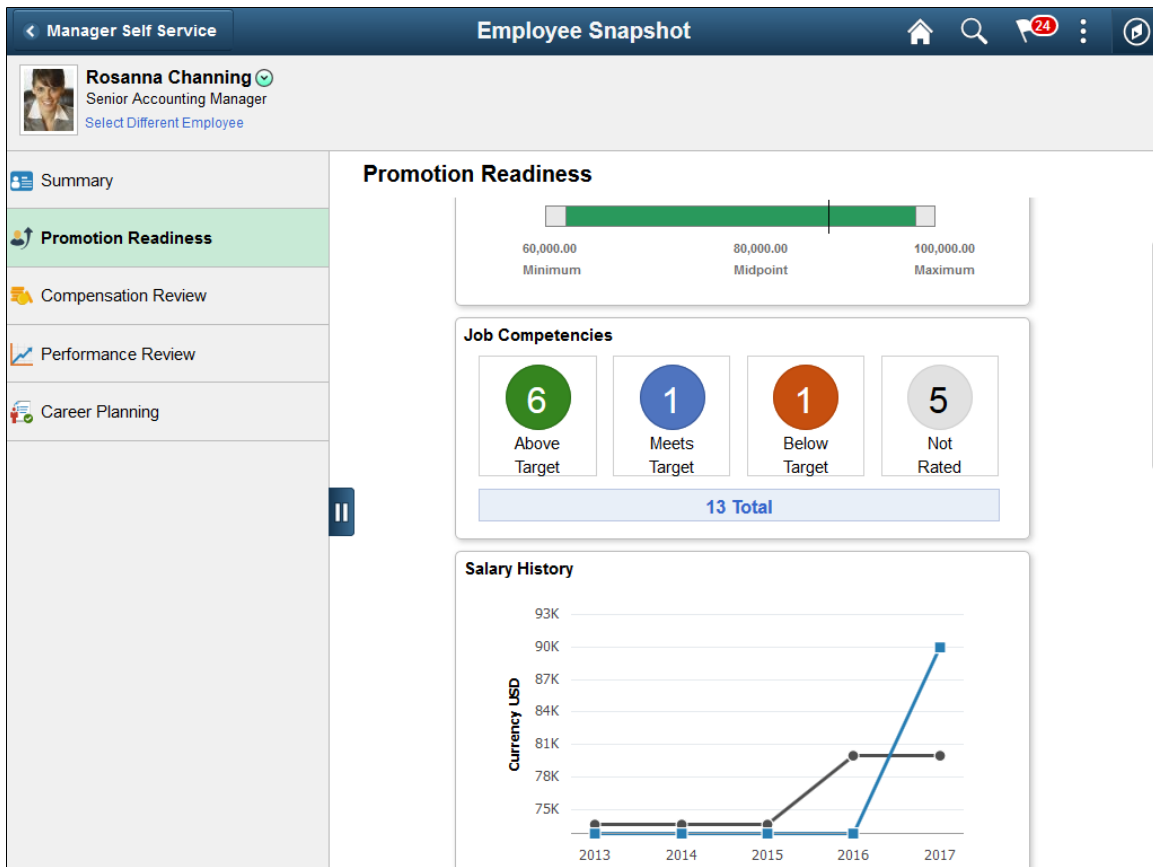 Manager Self Service
Employee Snapshot
24
Rosanna Channing
Senior Accounting Manager
Select Different Employee
Summary
Promotion Readiness
Compensation Review
Performance Review
Career Planning
Promotion Readiness
60,000.00 80,000.00 100,000.00
Minimum Midpoint Maximum
Job Competencies
6 1 1 5
Above Meets Below Not
Target Target Target Rated
13 Total
Salary History
Currency USD
93K
90K
87K
84K
81K
78K
75K
2013 2014 2015 2016 2017